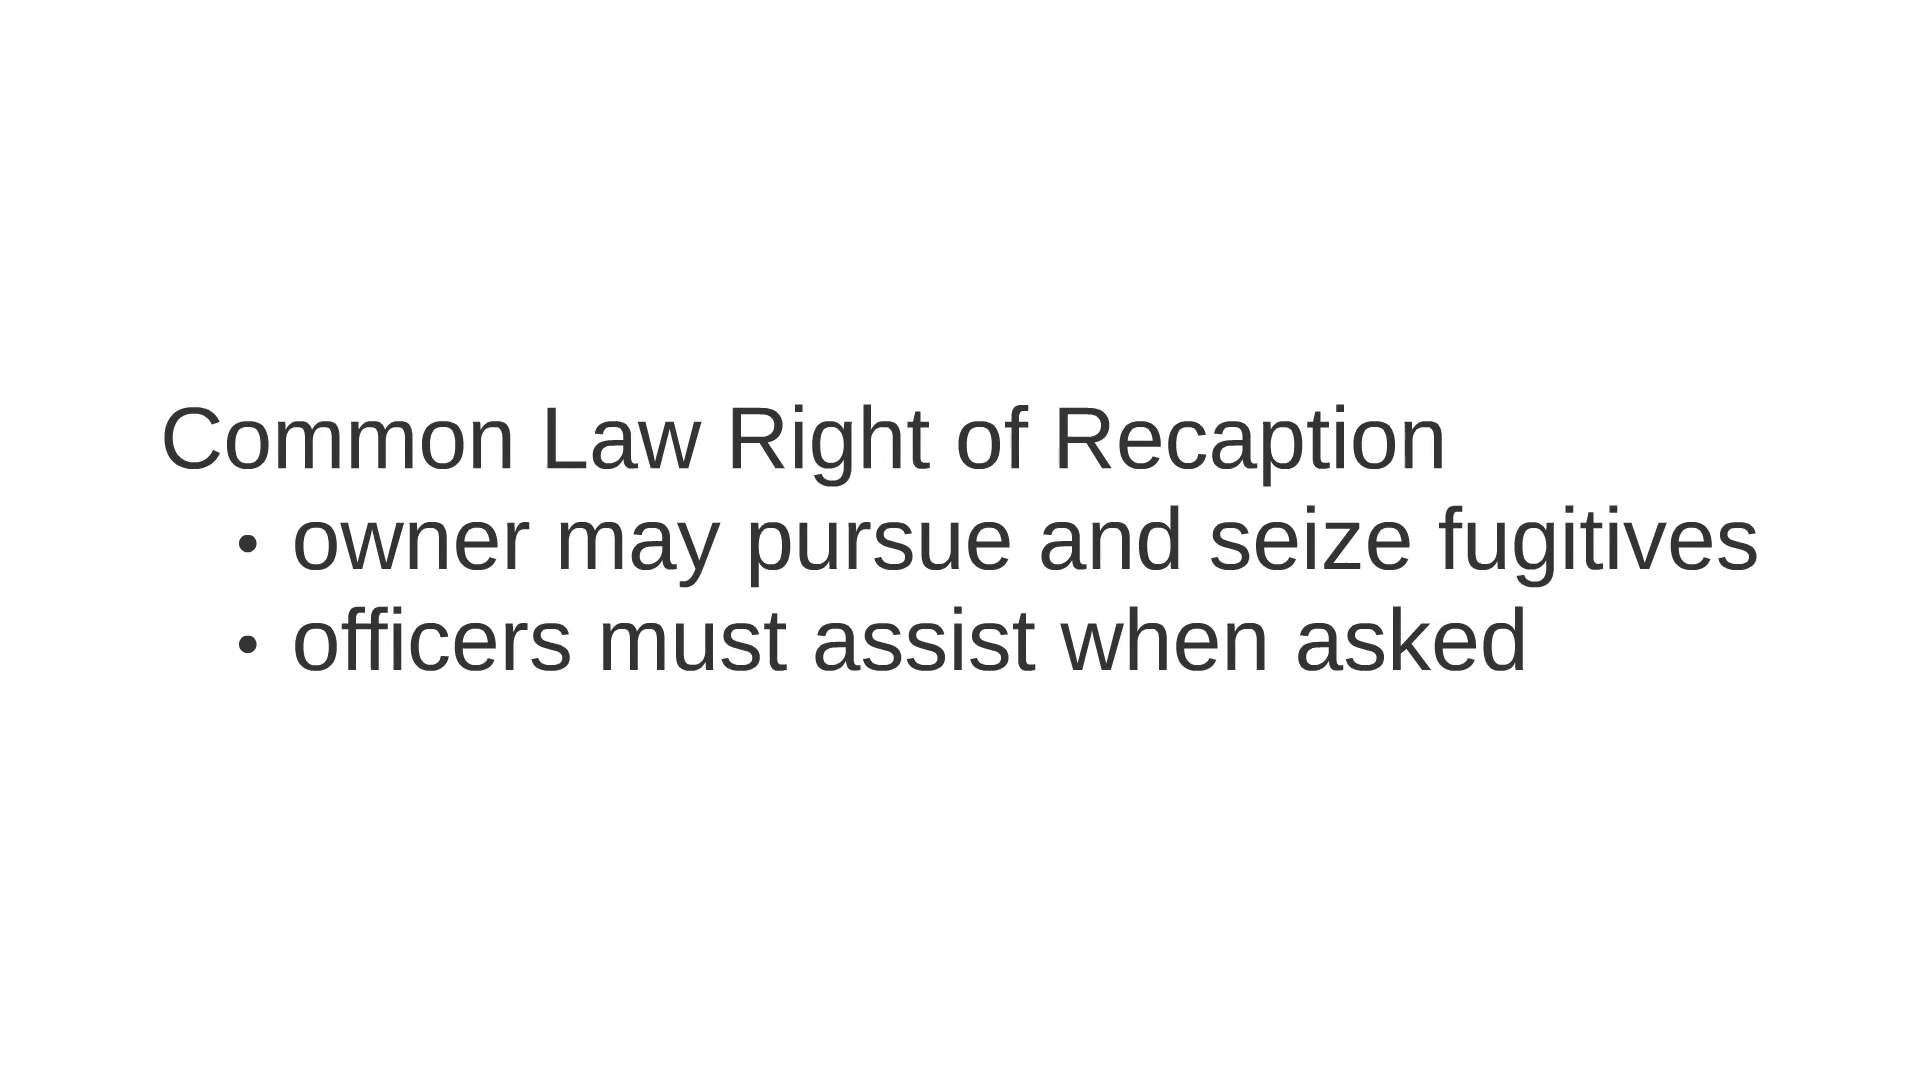 Common Law Right of Recaption
• owner may pursue and seize fugitives
• officers must assist when asked